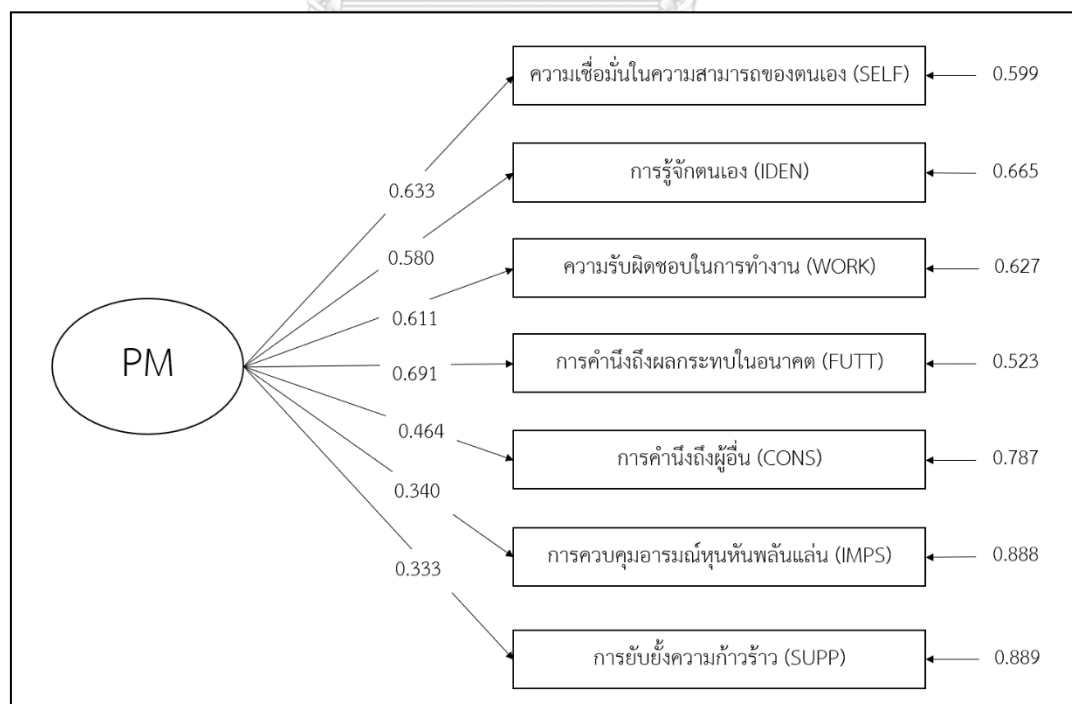 ความเชื่อมั่นในความสามารถของตนเอง (SELF)
0.599
การรู้จักตนเอง (IDEN)
0.665
0.633
0.580
ความรับผิดชอบในการทำงาน (WORK)
0.627
0.611
PM
การคำนึงถึงผลกระทบในอนาคต (FUTT)
0.523
0.691
0.464
การคำนึงถึงผู้อื่น (CONS)
0.787
0.340
การควบคุมอารมณ์หุนหันพลันแล่น (IMPS)
0.888
0.333
การยับยั้งความก้าวร้าว (SUPP)
0.889